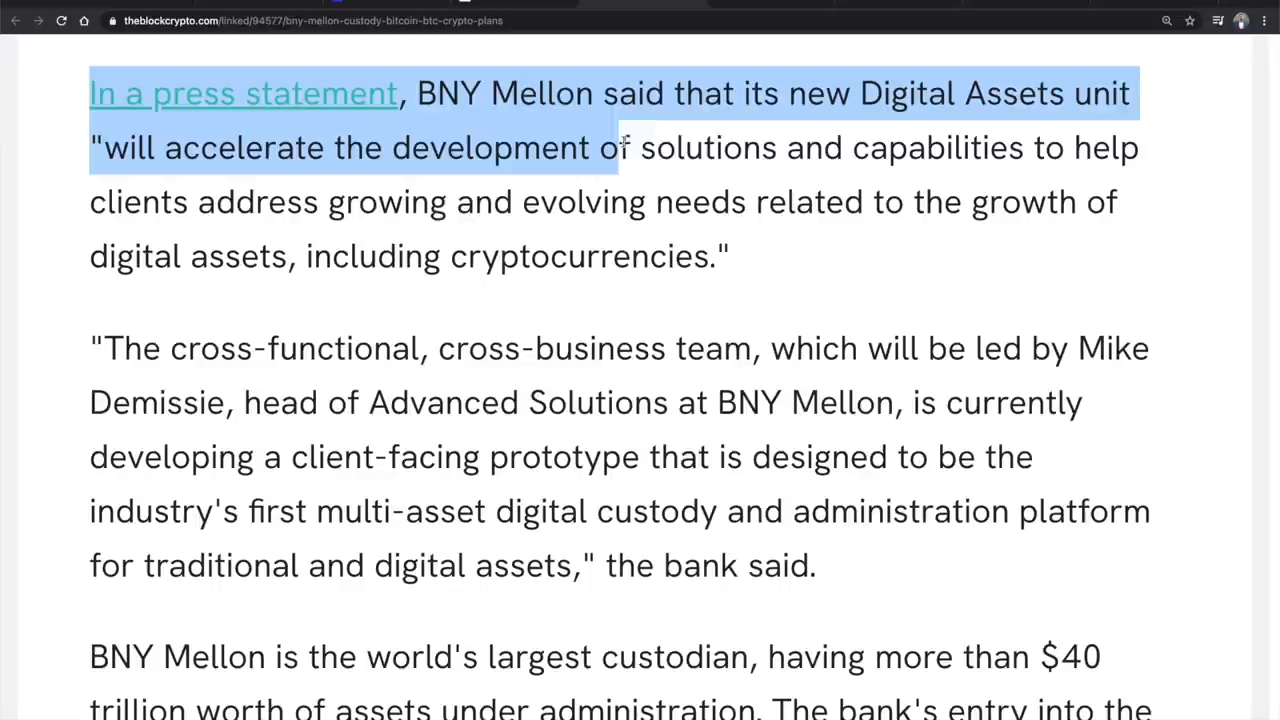 theblockcrypto.com/linked/94577/bny-mellon-custody-bitcoin-btc-crypto-plans
In a press statement, BNY Mellon said that its new Digital Assets unit
"will accelerate the development of solutions and capabilities to help
clients address growing and evolving needs related to the growth of
digital assets, including cryptocurrencies."
"The cross-functional, cross-business team, which will be led by Mike
Demissie, head of Advanced Solutions at BNY Mellon, is currently
developing a client-facing prototype that is designed to be the
industry's first multi-asset digital custody and administration platform
for traditional and digital assets," the bank said.
BNY Mellon is the world's largest custodian, having more than $40
trillion worth of assets under administration. The bank's entry into the